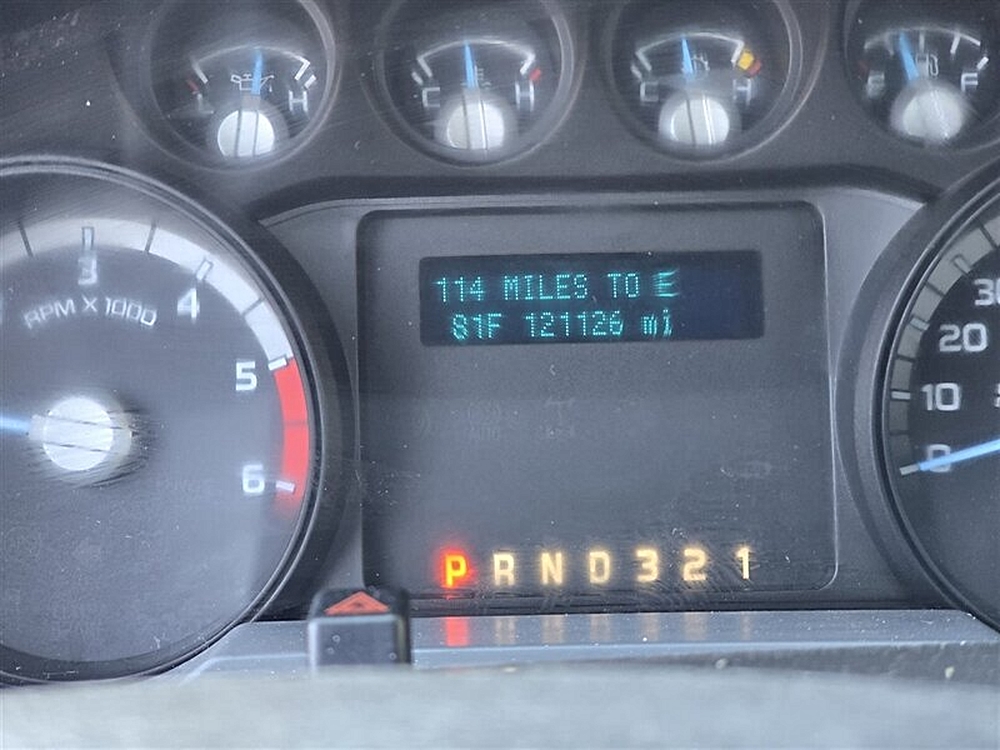 L H
C H
C H
E F
3
4
RPM X 1000
5
6
114 MILES TO E
81F 121126 mi
30
20
10
0
P R N D 3 2 1